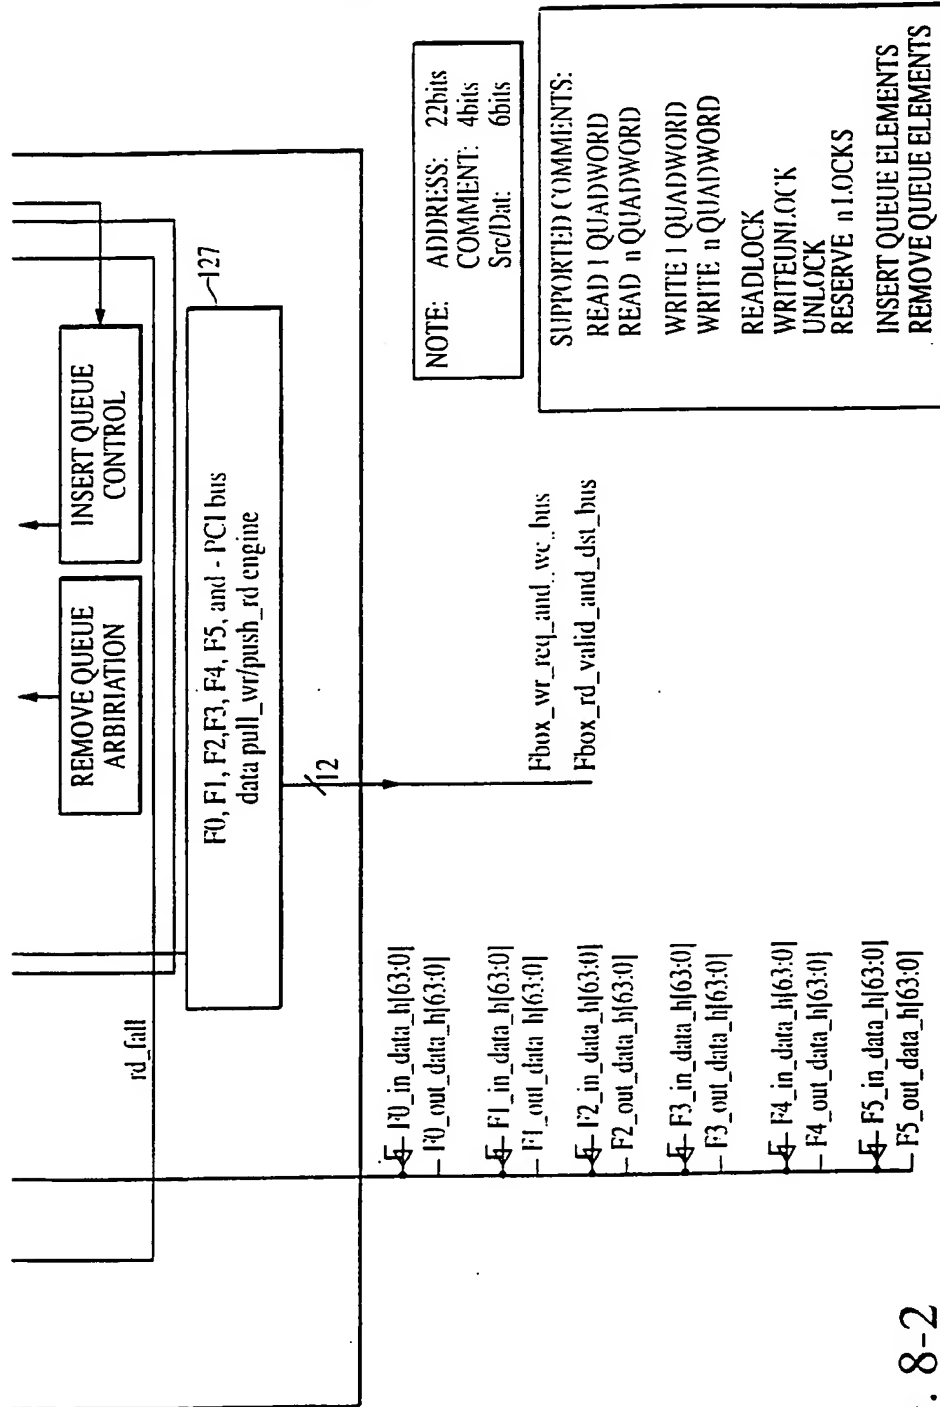 rd_fall
REMOVE QUEUE
ARBIRIATION
INSERT QUEUE
CONTROL
127
F0, F1, F2,F3, F4, F5, and - PCI bus
data pull_wr/push_rd engine
12
Fbox_wr_req_and_wc_bus
Fbox_rd_valid_and_dst_bus
F0_in_data_h[63:0]
F0_out_data_h[63:0]
F1_in_data_h[63:0]
F1_out_data h[63:0]
F2_in_data_h[63:0]
F2_out_data_h[63:0]
F3_in_data_h[63:0]
F3_out_data_h[63:0]
F4_in_data_h[63:0]
F4_out_data_h[63:0]
F5_in_data_h[63:0]
F5_out_data_h[63:0]
NOTE: ADDRESS: 22bits
COMMENT: 4bits
Src/Dat: 6bits
SUPPORTED COMMENTS:
READ 1 QUADWORD
READ n QUADWORD
WRITE 1 QUADWORD
WRITE n QUADWORD
READLOCK
WRITEUNLOCK
UNLOCK
RESERVE n LOCKS
INSERT QUEUE ELEMENTS
REMOVE QUEUE ELEMENTS
. 8-2